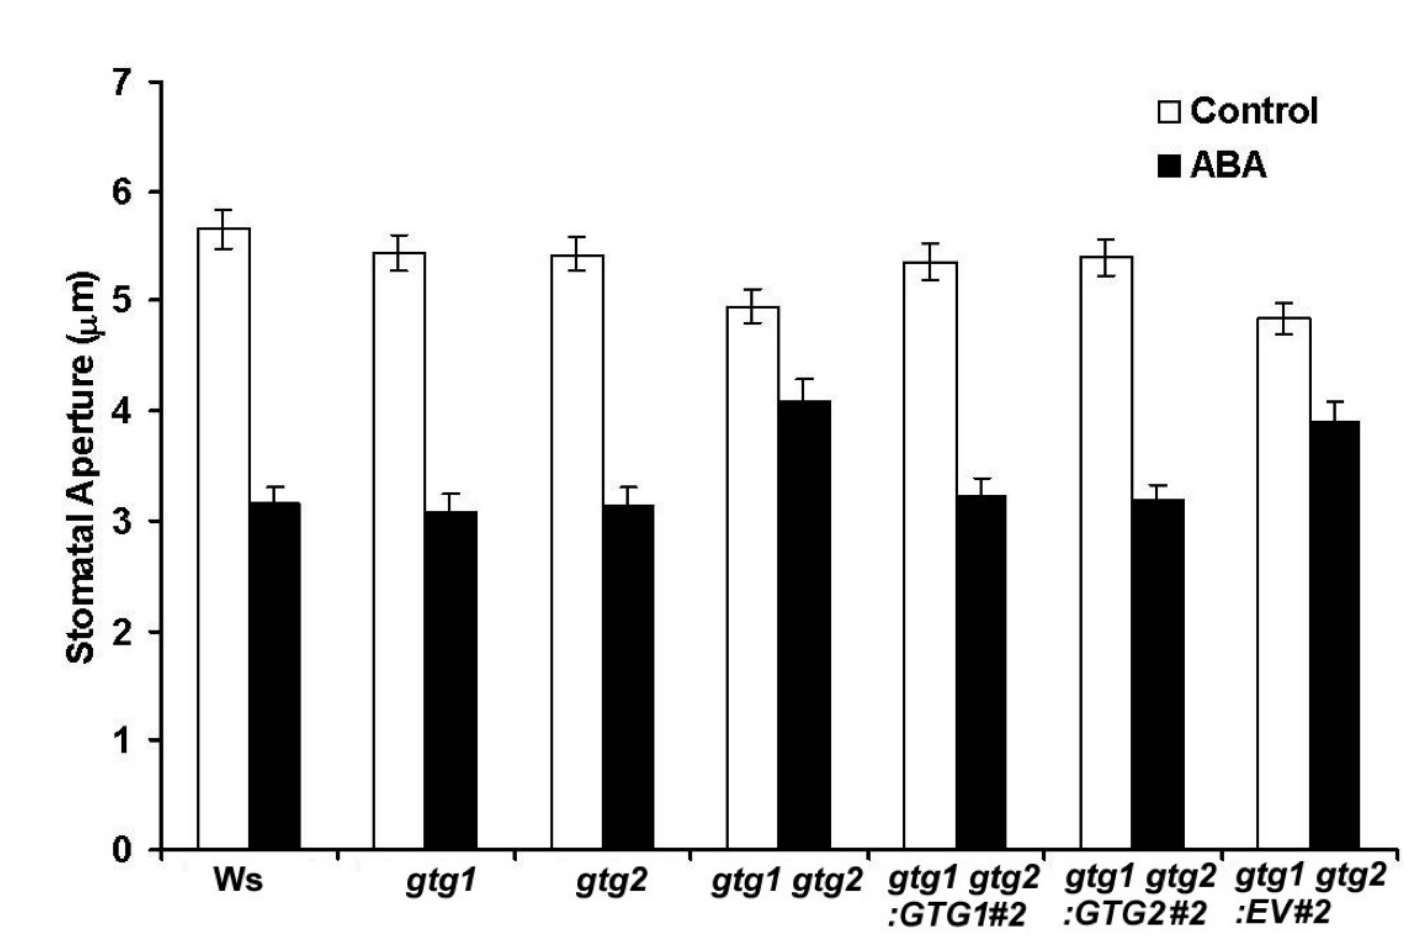 7
Control
ABA
6
5
4
3
2
1
0
Stomatal Aperture (μm)
Ws
gtg1
gtg2
gtg1 gtg2
gtg1 gtg2
:GTG1#2
gtg1 gtg2
:GTG2#2
gtg1 gtg2
:EV#2